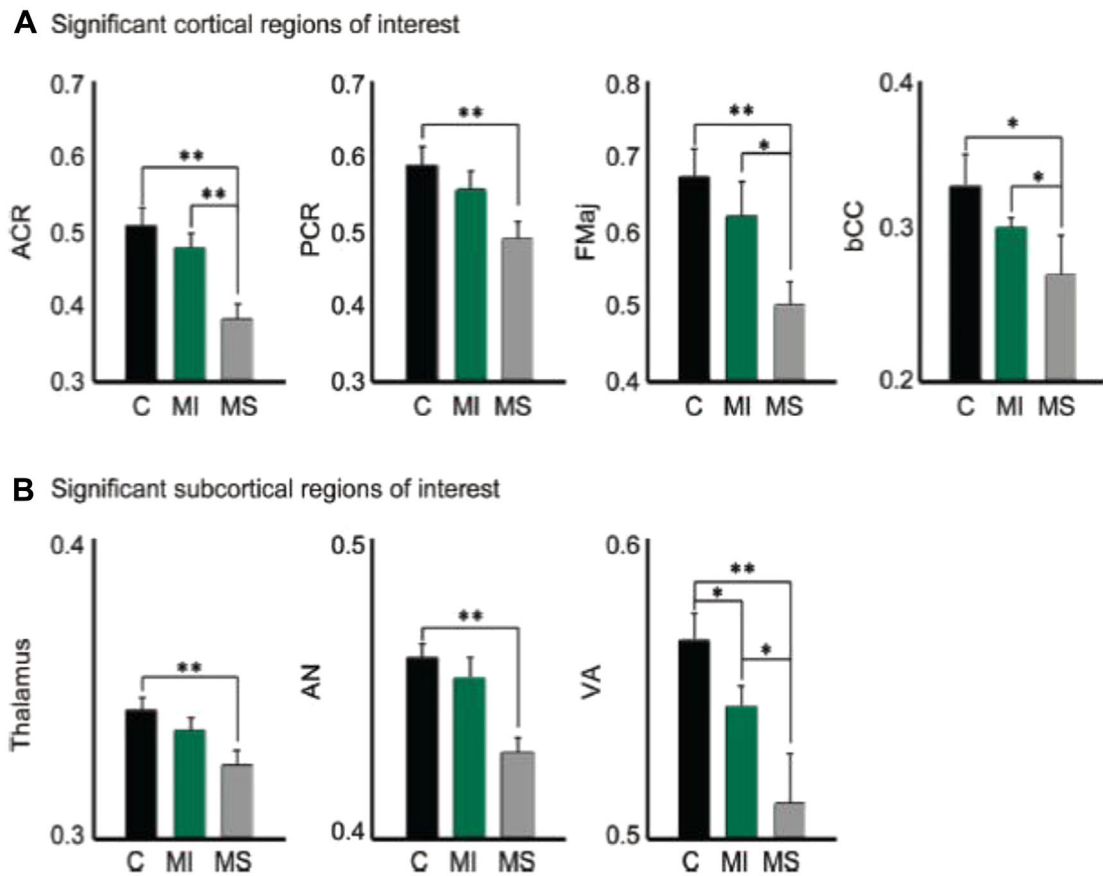 A Significant cortical regions of interest
ACR
0.7
0.6
0.5
0.4
0.3
**
**
C MI MS
PCR
0.7
0.6
0.5
0.4
0.3
**
C MI MS
FMaj
0.8
0.7
0.6
0.5
0.4
**
*
C MI MS
bCC
0.4
0.3
0.2
*
*
C MI MS
B Significant subcortical regions of interest
Thalamus
0.4
0.3
**
C MI MS
AN
0.5
0.4
**
C MI MS
VA
0.6
0.5
**
*
*
C MI MS